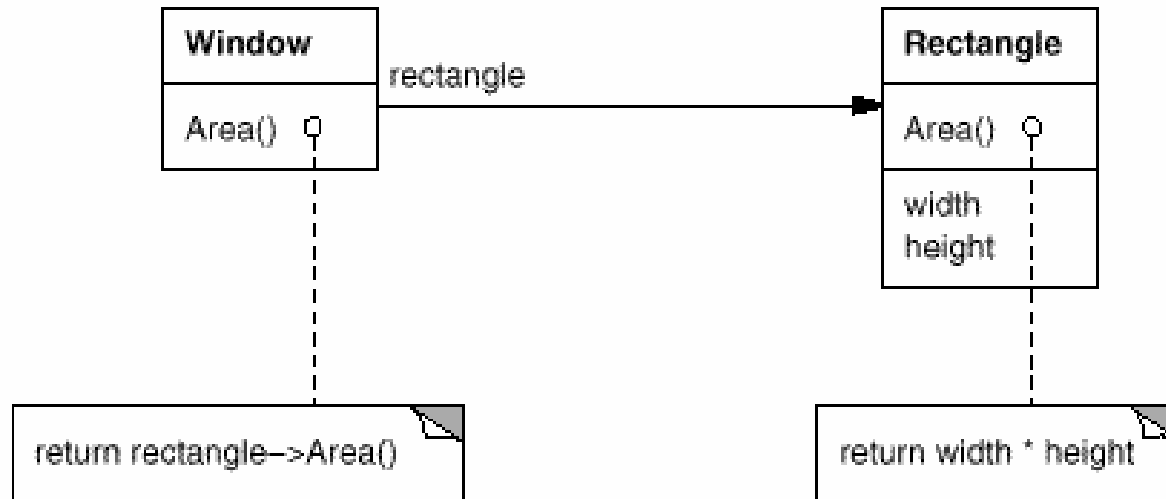 Window
rectangle
Area()
Rectangle
Area()
width
height
return rectangle->Area()
return width * height